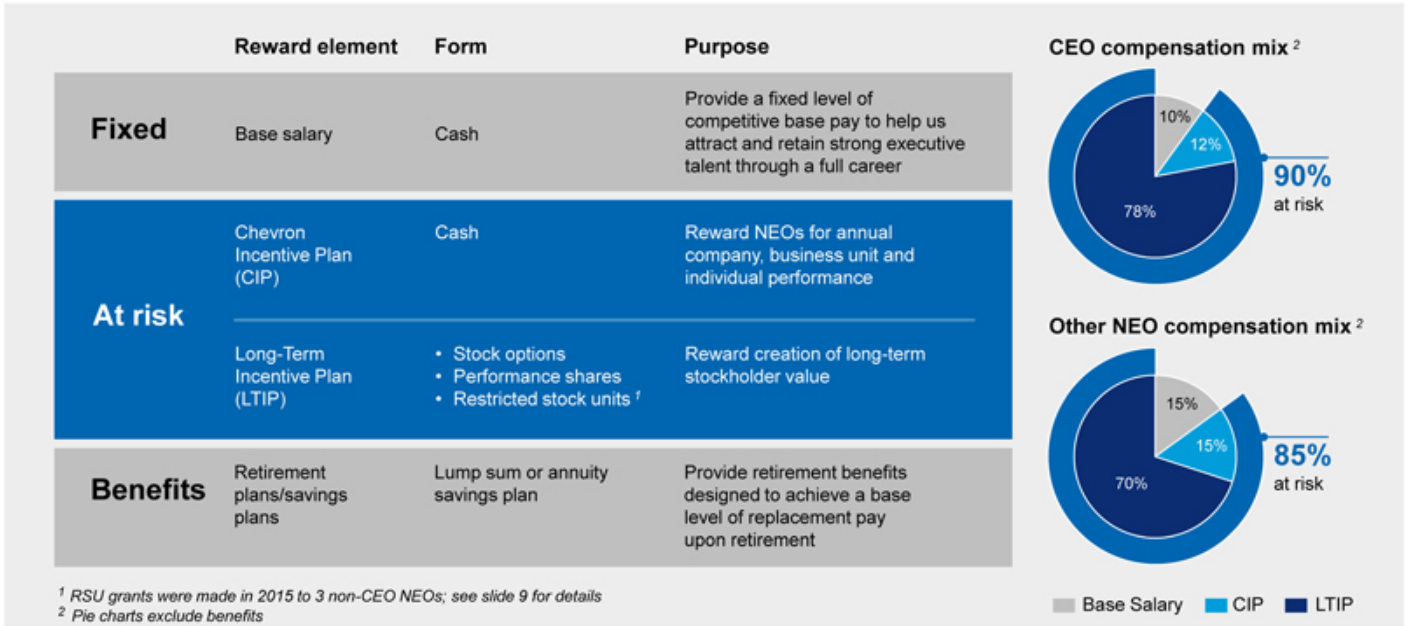 Reward element Form Purpose
Fixed
Base salary
Cash
Provide a fixed level of
competitive base pay to help us
attract and retain strong executive
talent through a full career
At risk
Chevron
Incentive Plan
(CIP)
Cash
Reward NEOs for annual
company, business unit and
individual performance
Long-Term
Incentive Plan
(LTIP)
• Stock options
• Performance shares
• Restricted stock units 1
Reward creation of long-term
stockholder value
Benefits
Retirement
plans/savings
plans
Lump sum or annuity
savings plan
Provide retirement benefits
designed to achieve a base
level of replacement pay
upon retirement
1 RSU grants were made in 2015 to 3 non-CEO NEOs; see slide 9 for details
2 Pie charts exclude benefits
CEO compensation mix 2
10%
12%
78%
90%
at risk
Other NEO compensation mix 2
15%
15%
70%
85%
at risk
Base Salary CIP LTIP